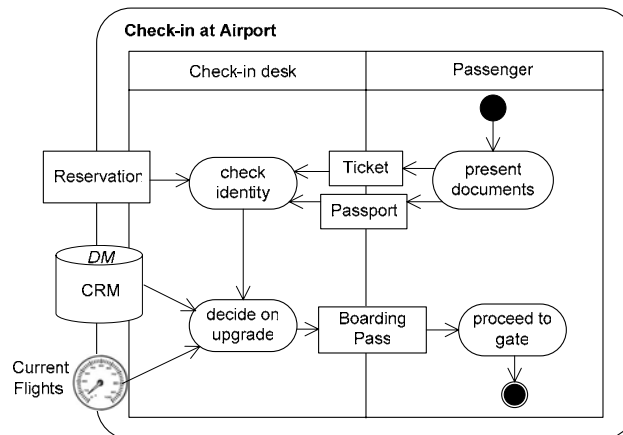 Check-in at Airport
Check-in desk
Passenger
Reservation
check
identity
Ticket
Passport
present
documents
DM
CRM
decide on
upgrade
Boarding
Pass
proceed to
gate
Current
Flights